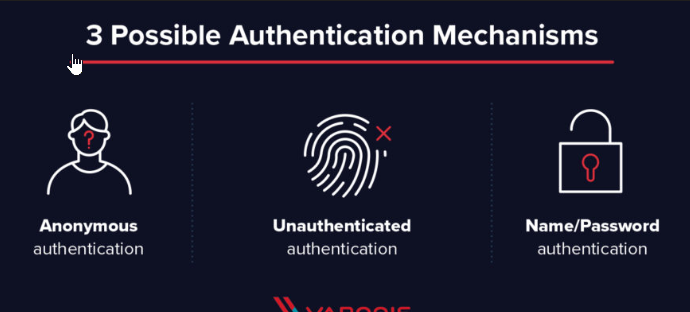 3 Possible Authentication Mechanisms
?
Anonymous
authentication
Unauthenticated
authentication
Name/Password
authentication